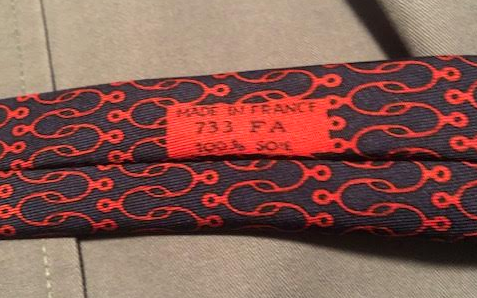 MADE IN FRANCE
733 FA
100% SOIE